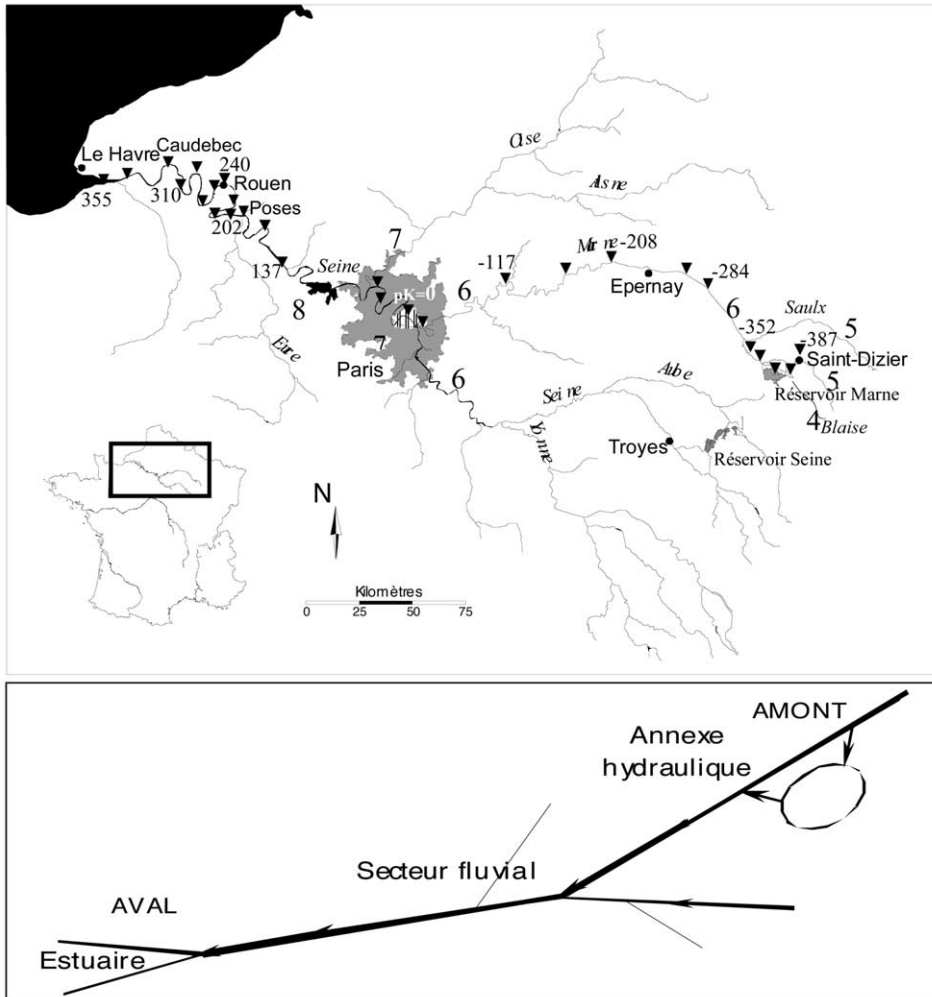 Oise
Caudebec
Le Havre
240
Rouen
Aisne
310
355
Poses
202
7
Marne
-208
137
Seine
-117
-284
pK=0
6
Epernay
8
6
Saulx
5
-352
-387
7
Saint-Dizier
Eure
Paris
6
Aube
5
Réservoir Marne
Seine
4
Blaise
Yonne
Troyes
Réservoir Seine
N
Kilomètres
0 25 50 75
AMONT
Annexe
hydraulique
Secteur fluvial
AVAL
Estuaire